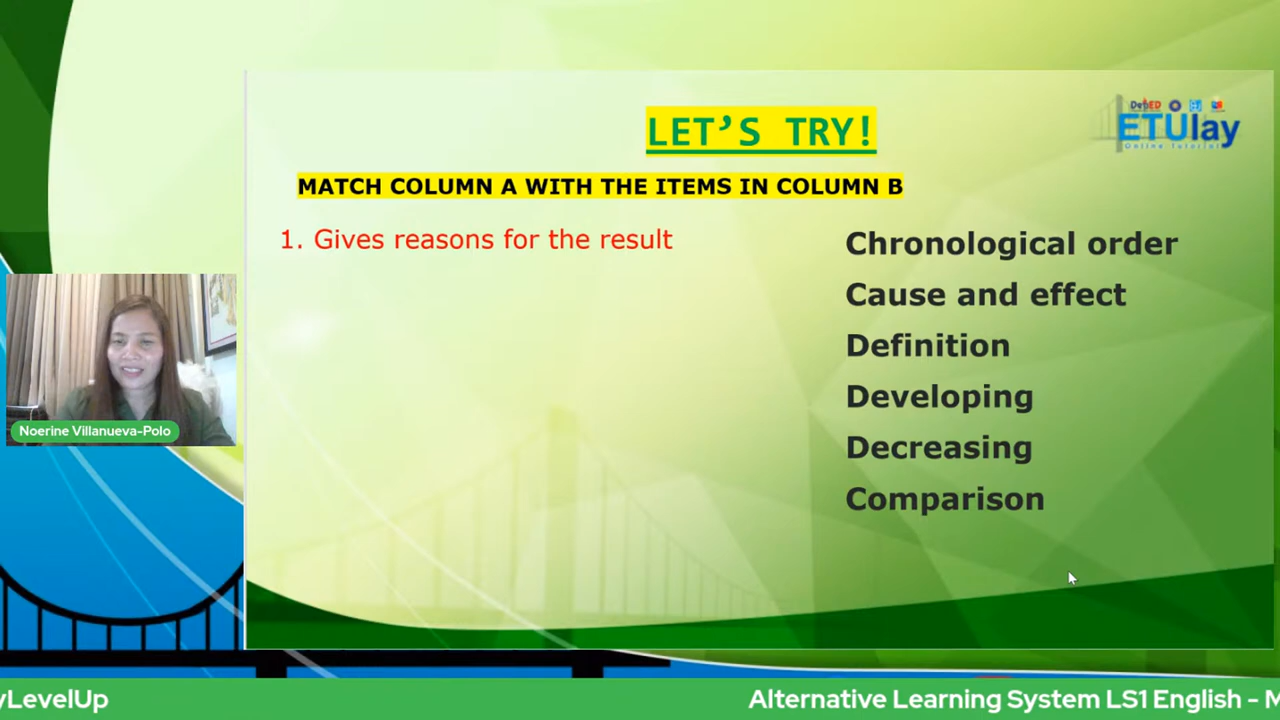 LET'S TRY!
DepED
ETUlay
Online Tutorial
MATCH COLUMN A WITH THE ITEMS IN COLUMN B
1. Gives reasons for the result
Chronological order
Cause and effect
Definition
Developing
Decreasing
Comparison
Noerine Villanueva-Polo
yLevelUp
Alternative Learning System LS1 English - M